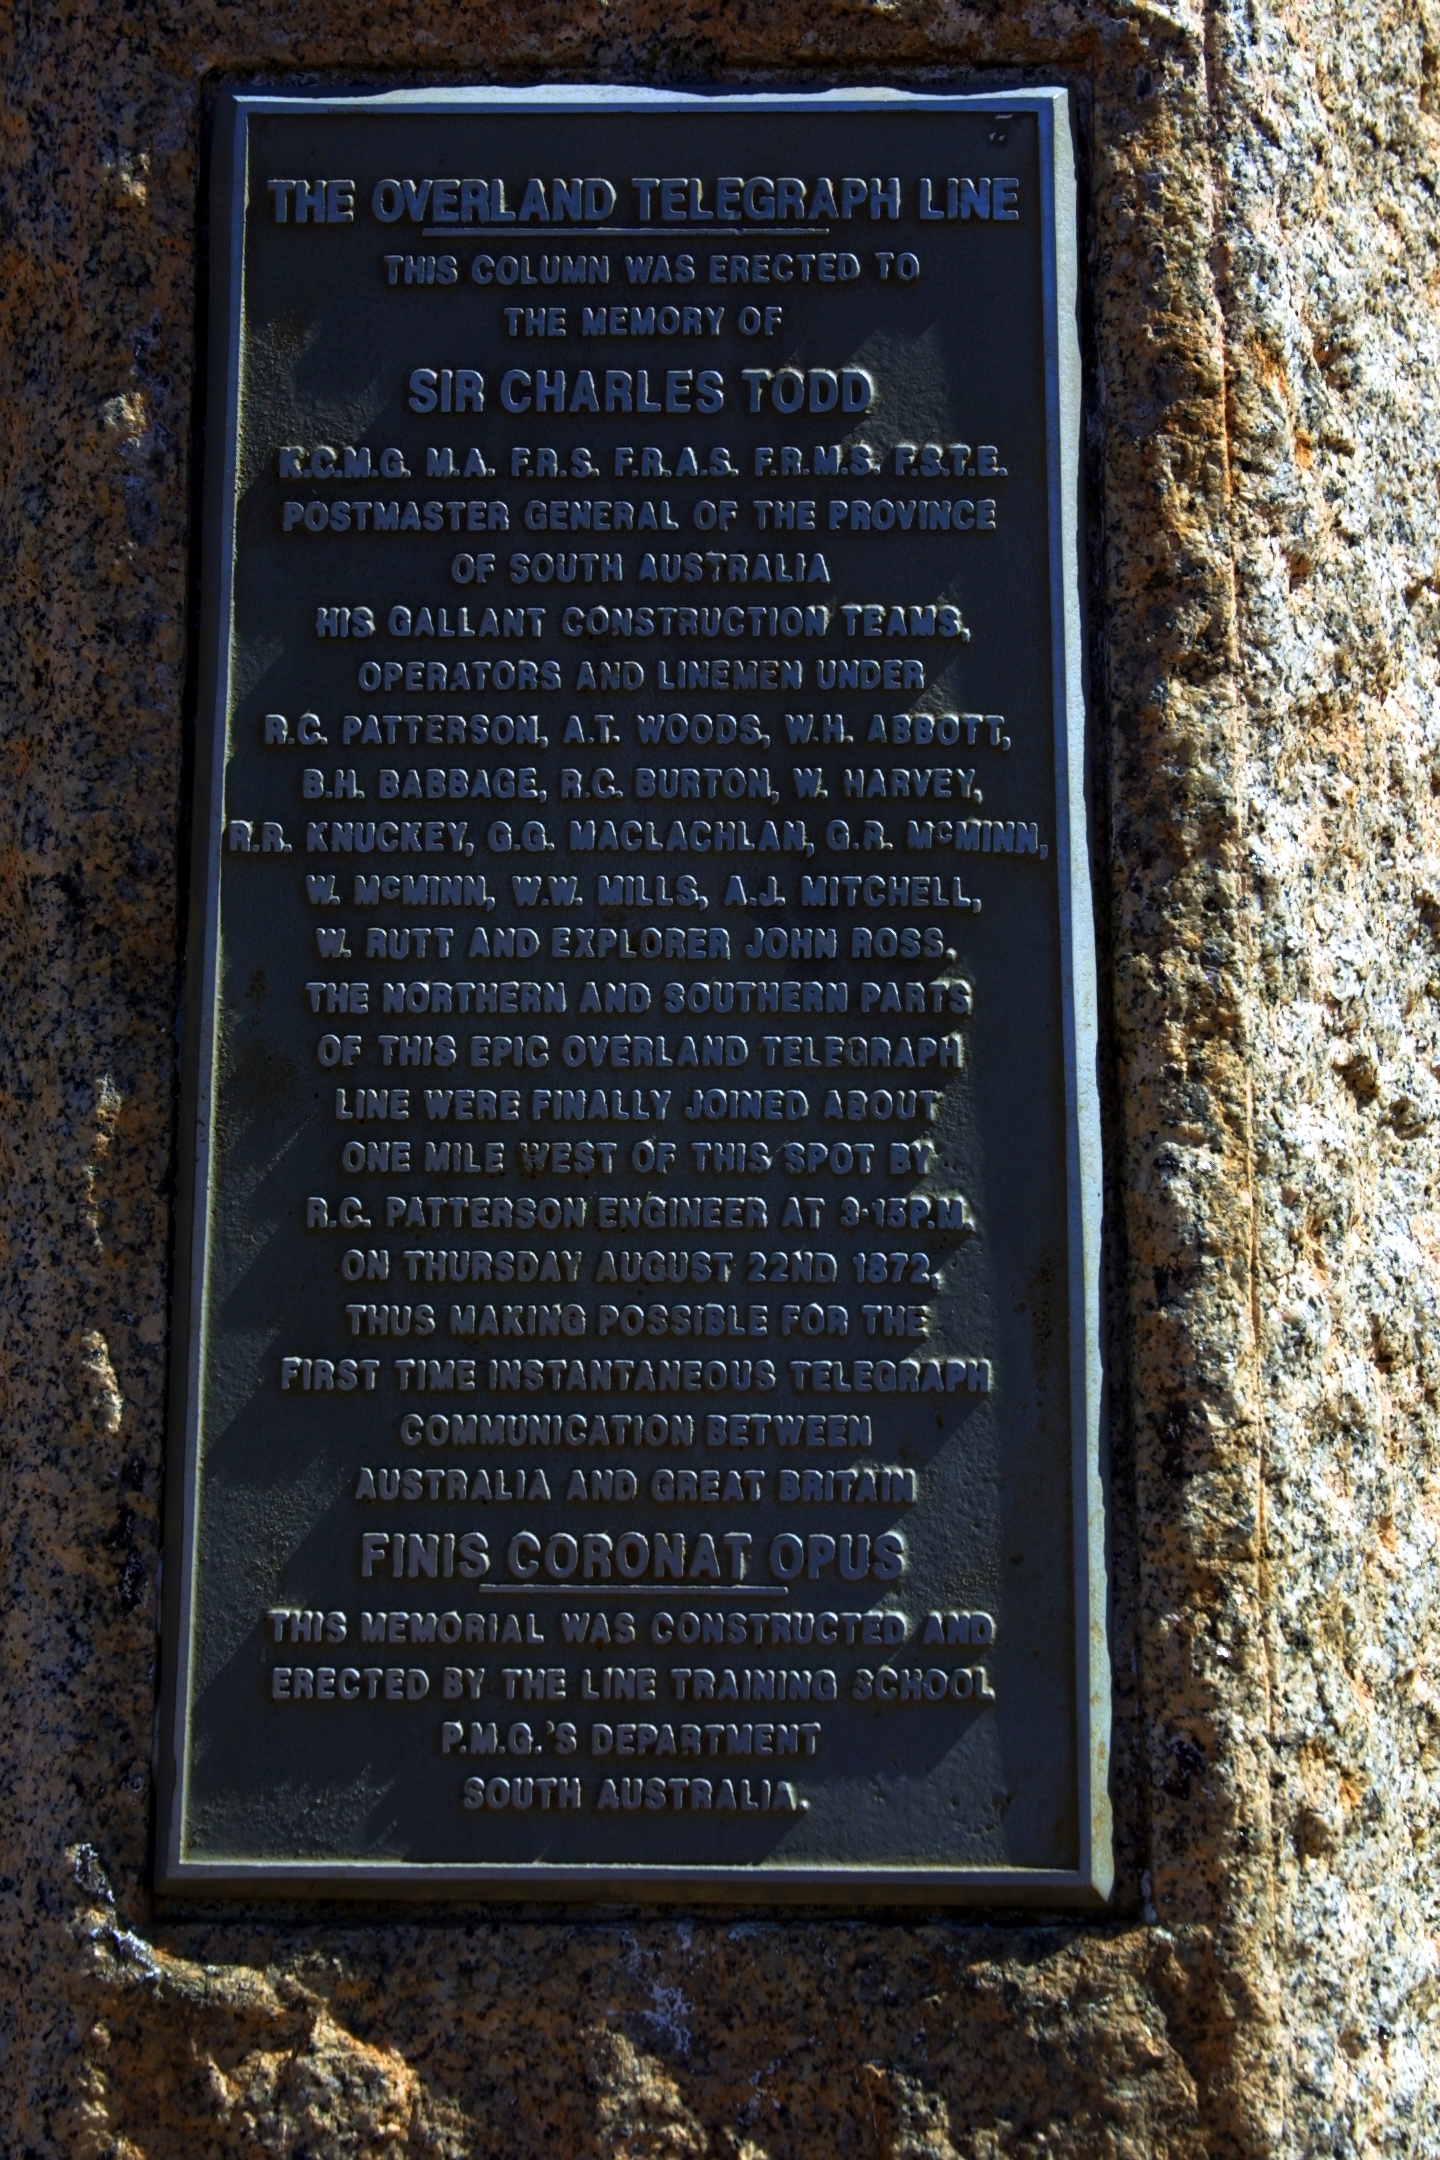 THE OVERLAND TELEGRAPH LINE
THIS COLUMN WAS ERECTED TO
THE MEMORY OF
SIR CHARLES TODD
K.C.M.G. M.A. F.R.S. F.R.A.S. F.R.M.S. F.S.T.E.
POSTMASTER GENERAL OF THE PROVINCE
OF SOUTH AUSTRALIA
HIS GALLANT CONSTRUCTION TEAMS,
OPERATORS AND LINEMEN UNDER
R.C. PATTERSON, A.T. WOODS, W.H. ABBOTT,
B.H. BABBAGE, R.C. BURTON, W. HARVEY,
R.R. KNUCKEY, G.G. MACLACHLAN, G.R. McMINN,
W. McMINN, W.W. MILLS, A.J. MITCHELL,
W. RUTT AND EXPLORER JOHN ROSS.
THE NORTHERN AND SOUTHERN PARTS
OF THIS EPIC OVERLAND TELEGRAPH
LINE WERE FINALLY JOINED ABOUT
ONE MILE WEST OF THIS SPOT BY
R.C. PATTERSON ENGINEER AT 3·15P.M.
ON THURSDAY AUGUST 22ND 1872,
THUS MAKING POSSIBLE FOR THE
FIRST TIME INSTANTANEOUS TELEGRAPH
COMMUNICATION BETWEEN
AUSTRALIA AND GREAT BRITAIN
FINIS CORONAT OPUS
THIS MEMORIAL WAS CONSTRUCTED AND
ERECTED BY THE LINE TRAINING SCHOOL
P.M.G.'S DEPARTMENT
SOUTH AUSTRALIA.